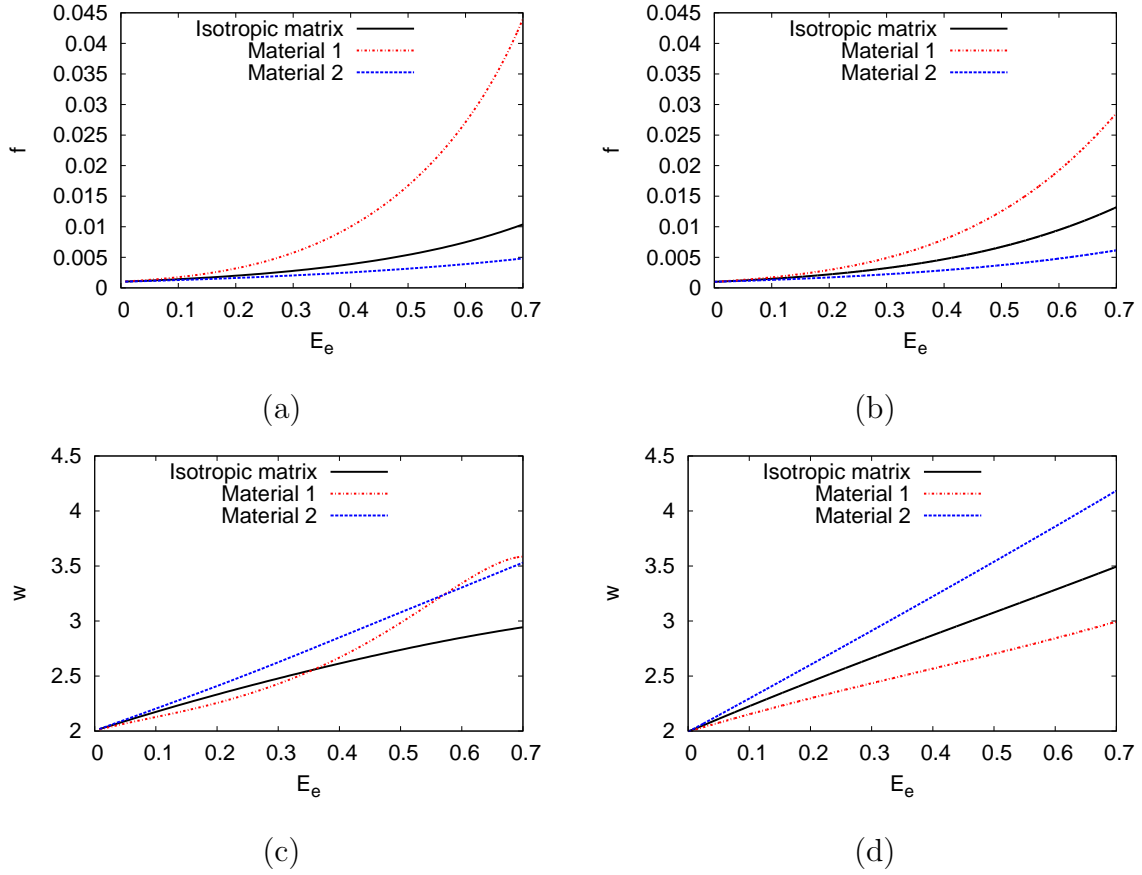 0.045
0.04
0.035
0.03
0.025
0.02
0.015
0.01
0.005
0
f
Isotropic matrix
Material 1
Material 2
0 0.1 0.2 0.3 0.4 0.5 0.6 0.7
E_e
(a)
0.045
0.04
0.035
0.03
0.025
0.02
0.015
0.01
0.005
0
f
Isotropic matrix
Material 1
Material 2
0 0.1 0.2 0.3 0.4 0.5 0.6 0.7
E_e
(b)
4.5
4
3.5
3
2.5
2
w
Isotropic matrix
Material 1
Material 2
0 0.1 0.2 0.3 0.4 0.5 0.6 0.7
E_e
(c)
4.5
4
3.5
3
2.5
2
w
Isotropic matrix
Material 1
Material 2
0 0.1 0.2 0.3 0.4 0.5 0.6 0.7
E_e
(d)